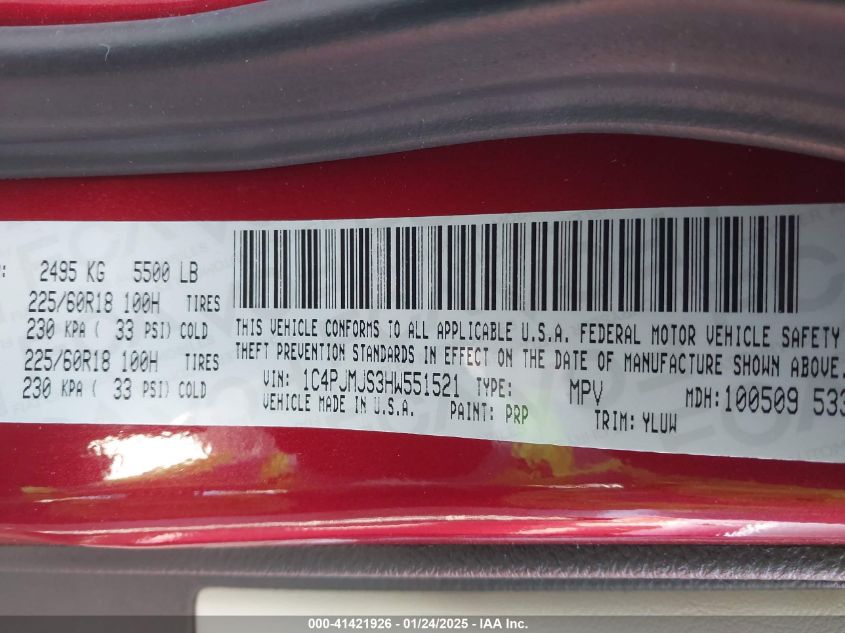 2495 KG 5500 LB
225/60R18 100H TIRES
230 KPA ( 33 PSI) COLD
225/60R18 100H TIRES
230 KPA ( 33 PSI) COLD
THIS VEHICLE CONFORMS TO ALL APPLICABLE U.S.A. FEDERAL MOTOR VEHICLE SAFETY
THEFT PREVENTION STANDARDS IN EFFECT ON THE DATE OF MANUFACTURE SHOWN ABOVE.
VIN: 1C4PJMJS3HW551521 TYPE: MPV MDH:100509 533
VEHICLE MADE IN U.S.A. PAINT: PRP TRIM: YLUW
000-41421926 - 01/24/2025 - IAA Inc.